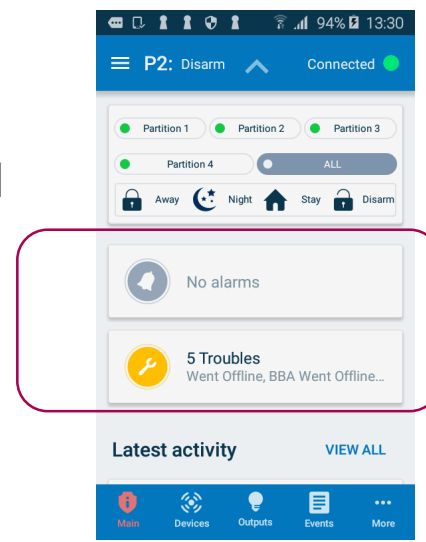 94% 13:30
P2: Disarm Connected
Partition 1 Partition 2 Partition 3
Partition 4 ALL
Away Night Stay Disarm
No alarms
5 Troubles
Went Offline, BBA Went Offline...
Latest activity VIEW ALL
Main Devices Outputs Events More